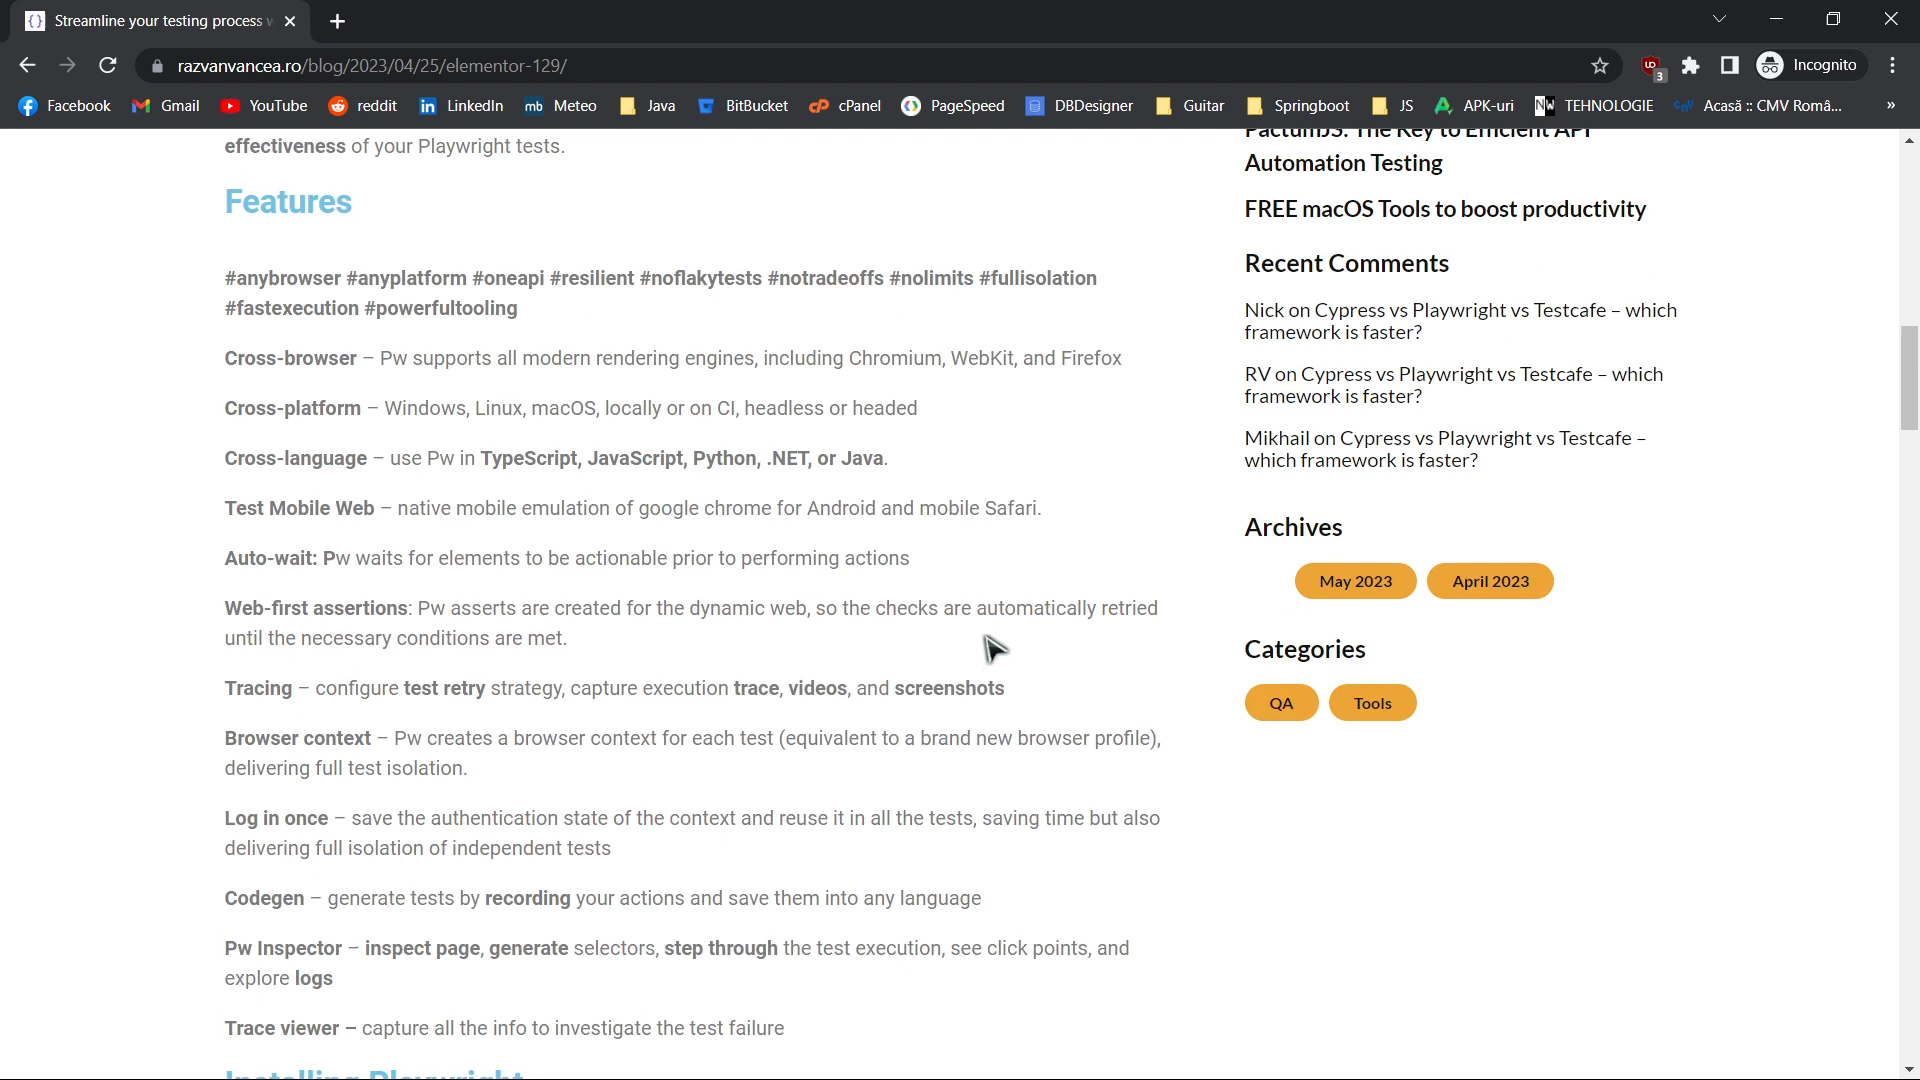 Streamline your testing process w
razvanvancea.ro/blog/2023/04/25/elementor-129/
3
Incognito
Facebook
Gmail
YouTube
reddit
LinkedIn
mb Meteo
Java
BitBucket
cPanel
PageSpeed
DBDesigner
Guitar
Springboot
JS
APK-uri
NW TEHNOLOGIE
Acasă :: CMV Româ...
»
effectiveness of your Playwright tests.
Features
#anybrowser #anyplatform #oneapi #resilient #noflakytests #notradeoffs #nolimits #fullisolation
#fastexecution #powerfultooling
Cross-browser – Pw supports all modern rendering engines, including Chromium, WebKit, and Firefox
Cross-platform – Windows, Linux, macOS, locally or on CI, headless or headed
Cross-language – use Pw in TypeScript, JavaScript, Python, .NET, or Java.
Test Mobile Web – native mobile emulation of google chrome for Android and mobile Safari.
Auto-wait: Pw waits for elements to be actionable prior to performing actions
Web-first assertions: Pw asserts are created for the dynamic web, so the checks are automatically retried
until the necessary conditions are met.
Tracing – configure test retry strategy, capture execution trace, videos, and screenshots
Browser context – Pw creates a browser context for each test (equivalent to a brand new browser profile),
delivering full test isolation.
Log in once – save the authentication state of the context and reuse it in all the tests, saving time but also
delivering full isolation of independent tests
Codegen – generate tests by recording your actions and save them into any language
Pw Inspector – inspect page, generate selectors, step through the test execution, see click points, and
explore logs
Trace viewer – capture all the info to investigate the test failure
Installing Playwright
PactumJS: The Key to Efficient API
Automation Testing
FREE macOS Tools to boost productivity
Recent Comments
Nick on Cypress vs Playwright vs Testcafe – which
framework is faster?
RV on Cypress vs Playwright vs Testcafe – which
framework is faster?
Mikhail on Cypress vs Playwright vs Testcafe –
which framework is faster?
Archives
May 2023
April 2023
Categories
QA
Tools